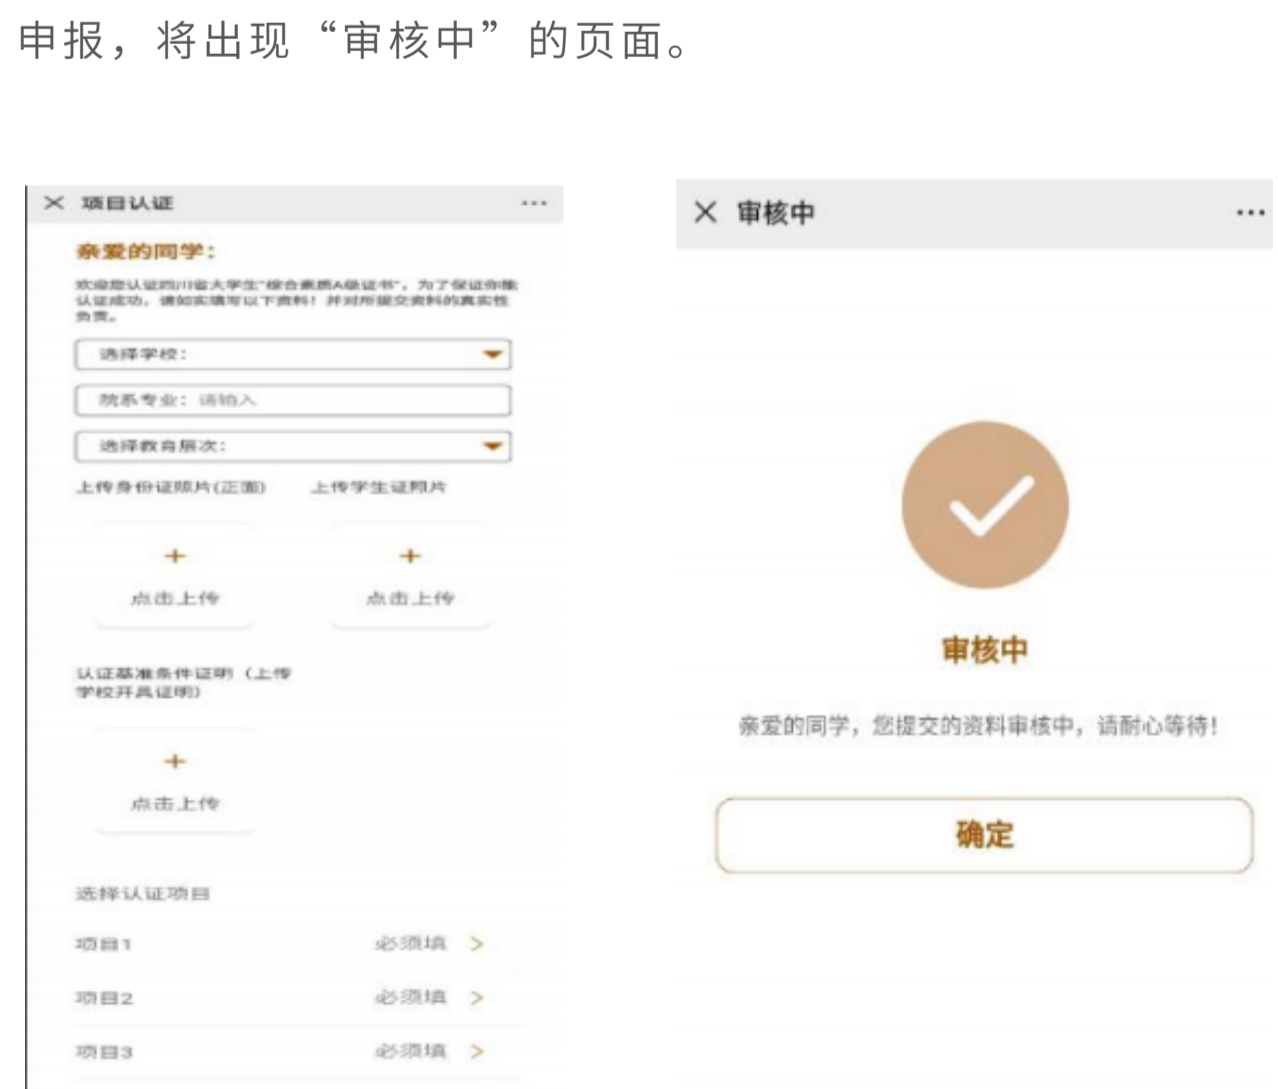 申报，将出现“审核中”的页面。
项目认证
亲爱的同学：
欢迎您认证四川省大学生“综合素质A级证书”，为了保证你能
认证成功，请如实填写以下资料！并对所提交资料的真实性
负责。
选择学校：
院系专业：请输入
选择教育层次：
上传身份证照片(正面) 上传学生证照片
点击上传 点击上传
认证基准条件证明（上传
学校开具证明）
点击上传
选择认证项目
项目1 必须填
项目2 必须填
项目3 必须填
审核中
审核中
亲爱的同学，您提交的资料审核中，请耐心等待！
确定